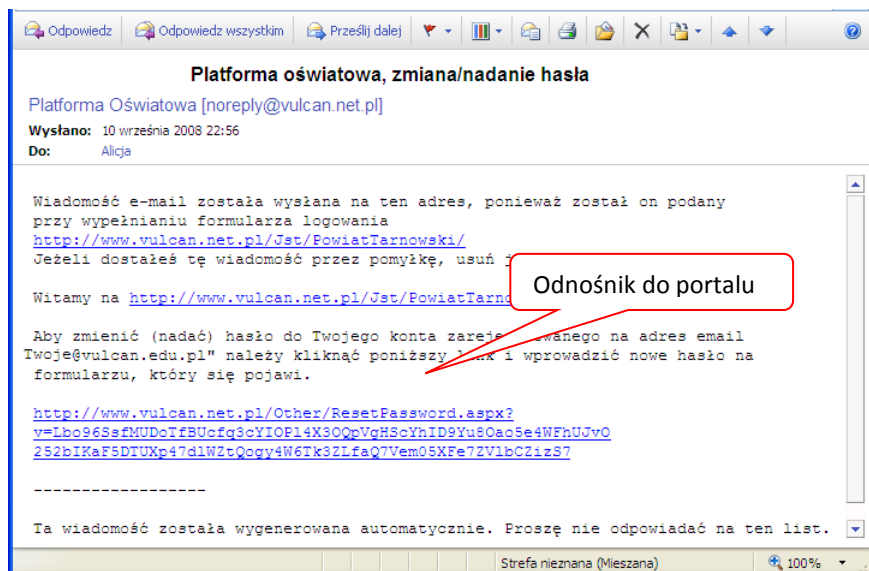 Odpowiedz Odpowiedz wszystkim Prześlij dalej
Platforma oświatowa, zmiana/nadanie hasła
Platforma Oświatowa [noreply@vulcan.net.pl]
Wysłano: 10 września 2008 22:56
Do: Alicja
Wiadomość e-mail została wysłana na ten adres, ponieważ został on podany
przy wypełnianiu formularza logowania
http://www.vulcan.net.pl/Jst/PowiatTarnowski/
Jeżeli dostałeś tę wiadomość przez pomyłkę, usuń
Odnośnik do portalu
Witamy na http://www.vulcan.net.pl/Jst/PowiatTarno
Aby zmienić (nadać) hasło do Twojego konta zareje owanego na adres email
Twoje@vulcan.edu.pl" należy kliknąć poniższy link i wprowadzić nowe hasło na
formularzu, który się pojawi.
http://www.vulcan.net.pl/Other/ResetPassword.aspx?
v=Lbo96SsfMUDoTfBUcfq3cYIOPl4X3OQpVgHScYhID9Yu8Oao5e4WFhUJvO
252bIKaF5DTUXp47dlWZtQogy4W6Tk3ZLfaQ7Vem05XFe7ZVlbCZizS7
------------------
Ta wiadomość została wygenerowana automatycznie. Proszę nie odpowiadać na ten list.
Strefa nieznana (Mieszana) 100%